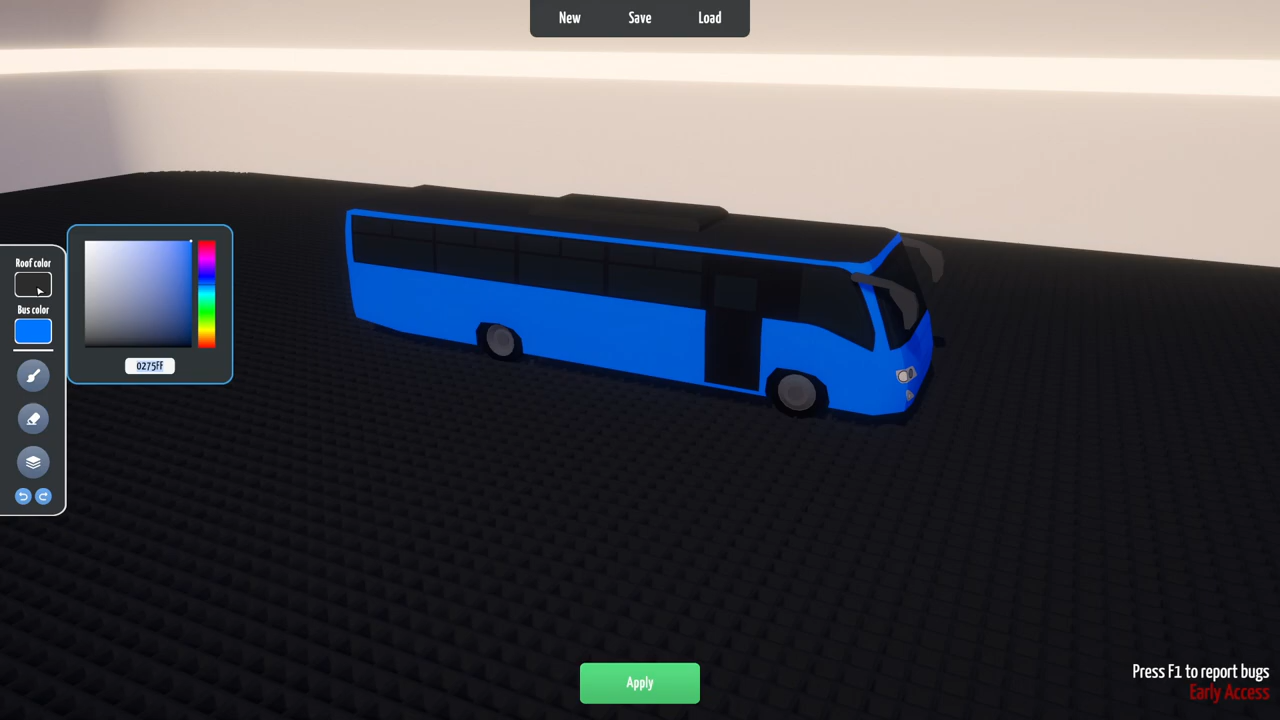 New
Save
Load
Roof color
Bus color
0275FF
Apply
Press F1 to report bugs
Early Access